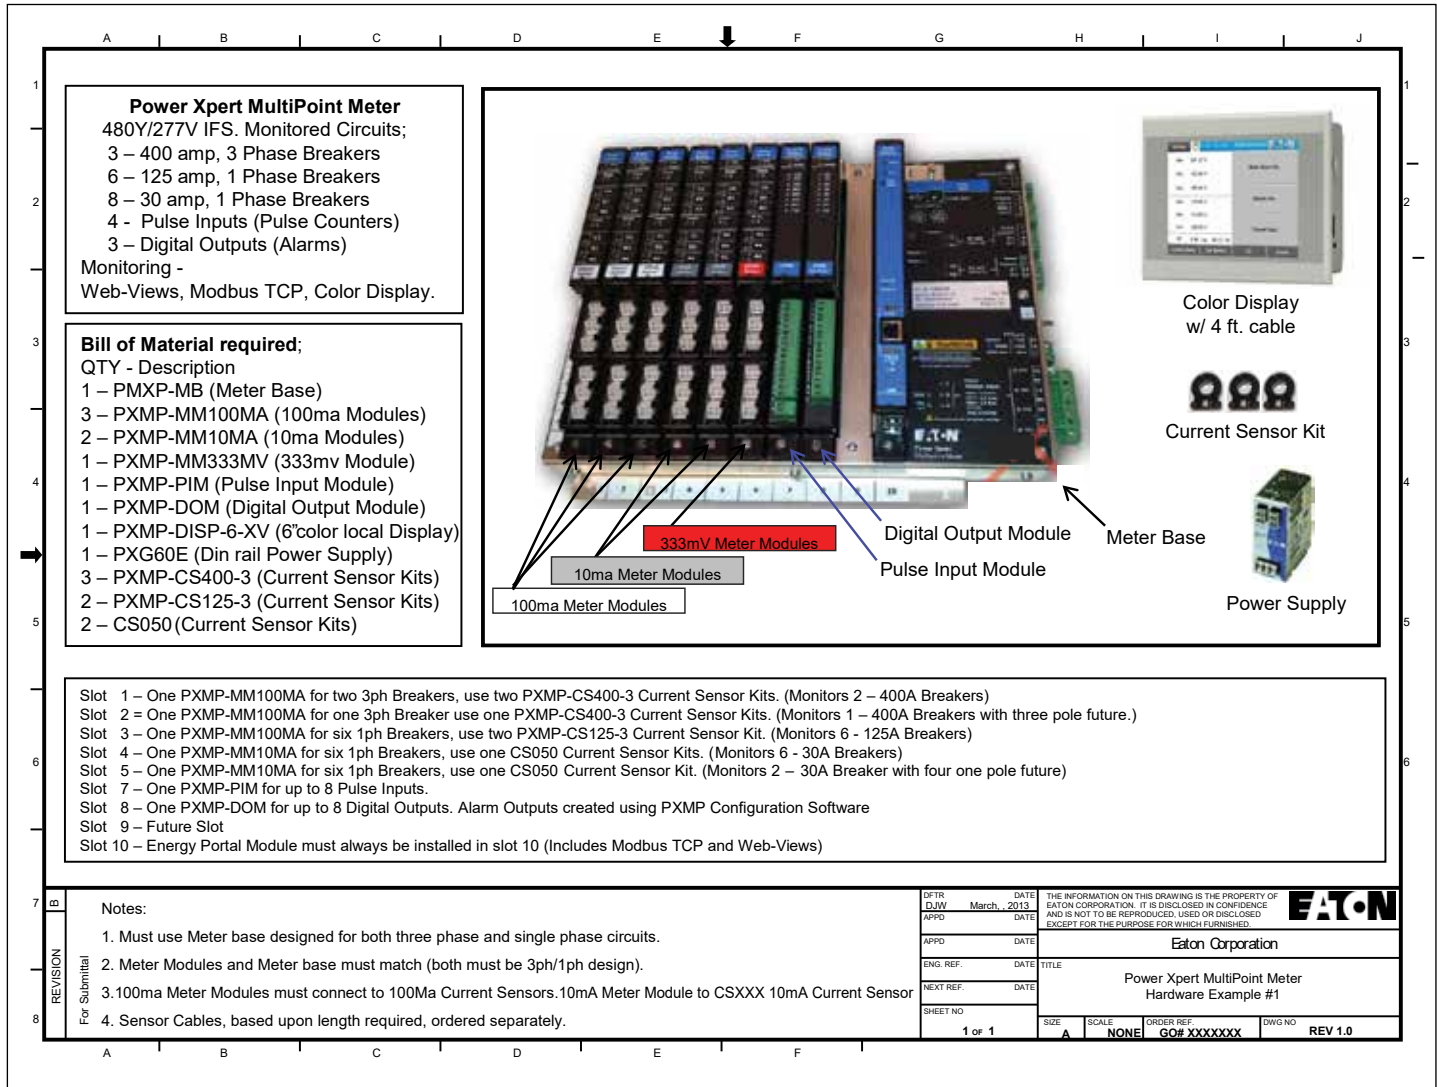 A B C D E F G H I J
1 1
Power Xpert MultiPoint Meter
480Y/277V IFS. Monitored Circuits;
3 – 400 amp, 3 Phase Breakers
6 – 125 amp, 1 Phase Breakers
8 – 30 amp, 1 Phase Breakers
4 - Pulse Inputs (Pulse Counters)
3 – Digital Outputs (Alarms)
Monitoring -
Web-Views, Modbus TCP, Color Display.
2 2
Bill of Material required;
QTY - Description
1 – PMXP-MB (Meter Base)
3 – PXMP-MM100MA (100ma Modules)
2 – PXMP-MM10MA (10ma Modules)
1 – PXMP-MM333MV (333mv Module)
1 – PXMP-PIM (Pulse Input Module)
1 – PXMP-DOM (Digital Output Module)
1 – PXMP-DISP-6-XV (6”color local Display)
1 – PXG60E (Din rail Power Supply)
3 – PXMP-CS400-3 (Current Sensor Kits)
2 – PXMP-CS125-3 (Current Sensor Kits)
2 – CS050 (Current Sensor Kits)
3 3
4 4
5 5
EATON
Color Display
w/ 4 ft. cable
Current Sensor Kit
Power Supply
Meter Base
Digital Output Module
Pulse Input Module
333mV Meter Modules
10ma Meter Modules
100ma Meter Modules
Slot 1 – One PXMP-MM100MA for two 3ph Breakers, use two PXMP-CS400-3 Current Sensor Kits. (Monitors 2 – 400A Breakers)
Slot 2 = One PXMP-MM100MA for one 3ph Breaker use one PXMP-CS400-3 Current Sensor Kits. (Monitors 1 – 400A Breakers with three pole future.)
Slot 3 – One PXMP-MM100MA for six 1ph Breakers, use two PXMP-CS125-3 Current Sensor Kit. (Monitors 6 - 125A Breakers)
Slot 4 – One PXMP-MM10MA for six 1ph Breakers, use one CS050 Current Sensor Kits. (Monitors 6 - 30A Breakers)
Slot 5 – One PXMP-MM10MA for six 1ph Breakers, use one CS050 Current Sensor Kit. (Monitors 2 – 30A Breaker with four one pole future)
Slot 7 – One PXMP-PIM for up to 8 Pulse Inputs.
Slot 8 – One PXMP-DOM for up to 8 Digital Outputs. Alarm Outputs created using PXMP Configuration Software
Slot 9 – Future Slot
Slot 10 – Energy Portal Module must always be installed in slot 10 (Includes Modbus TCP and Web-Views)
6 6
7
8
B
REVISION
For Submittal
Notes:
1. Must use Meter base designed for both three phase and single phase circuits.
2. Meter Modules and Meter base must match (both must be 3ph/1ph design).
3.100ma Meter Modules must connect to 100Ma Current Sensors.10mA Meter Module to CSXXX 10mA Current Sensor
4. Sensor Cables, based upon length required, ordered separately.
DFTR DATE
DJW March, , 2013
APPD DATE
APPD DATE
ENG. REF. DATE
NEXT REF. DATE
SHEET NO
1 OF 1
THE INFORMATION ON THIS DRAWING IS THE PROPERTY OF
EATON CORPORATION. IT IS DISCLOSED IN CONFIDENCE
AND IS NOT TO BE REPRODUCED, USED OR DISCLOSED
EXCEPT FOR THE PURPOSE FOR WHICH FURNISHED.
EATON
Eaton Corporation
TITLE
Power Xpert MultiPoint Meter
Hardware Example #1
SIZE SCALE ORDER REF. DWG NO
A NONE GO# XXXXXXX REV 1.0
A B C D E F